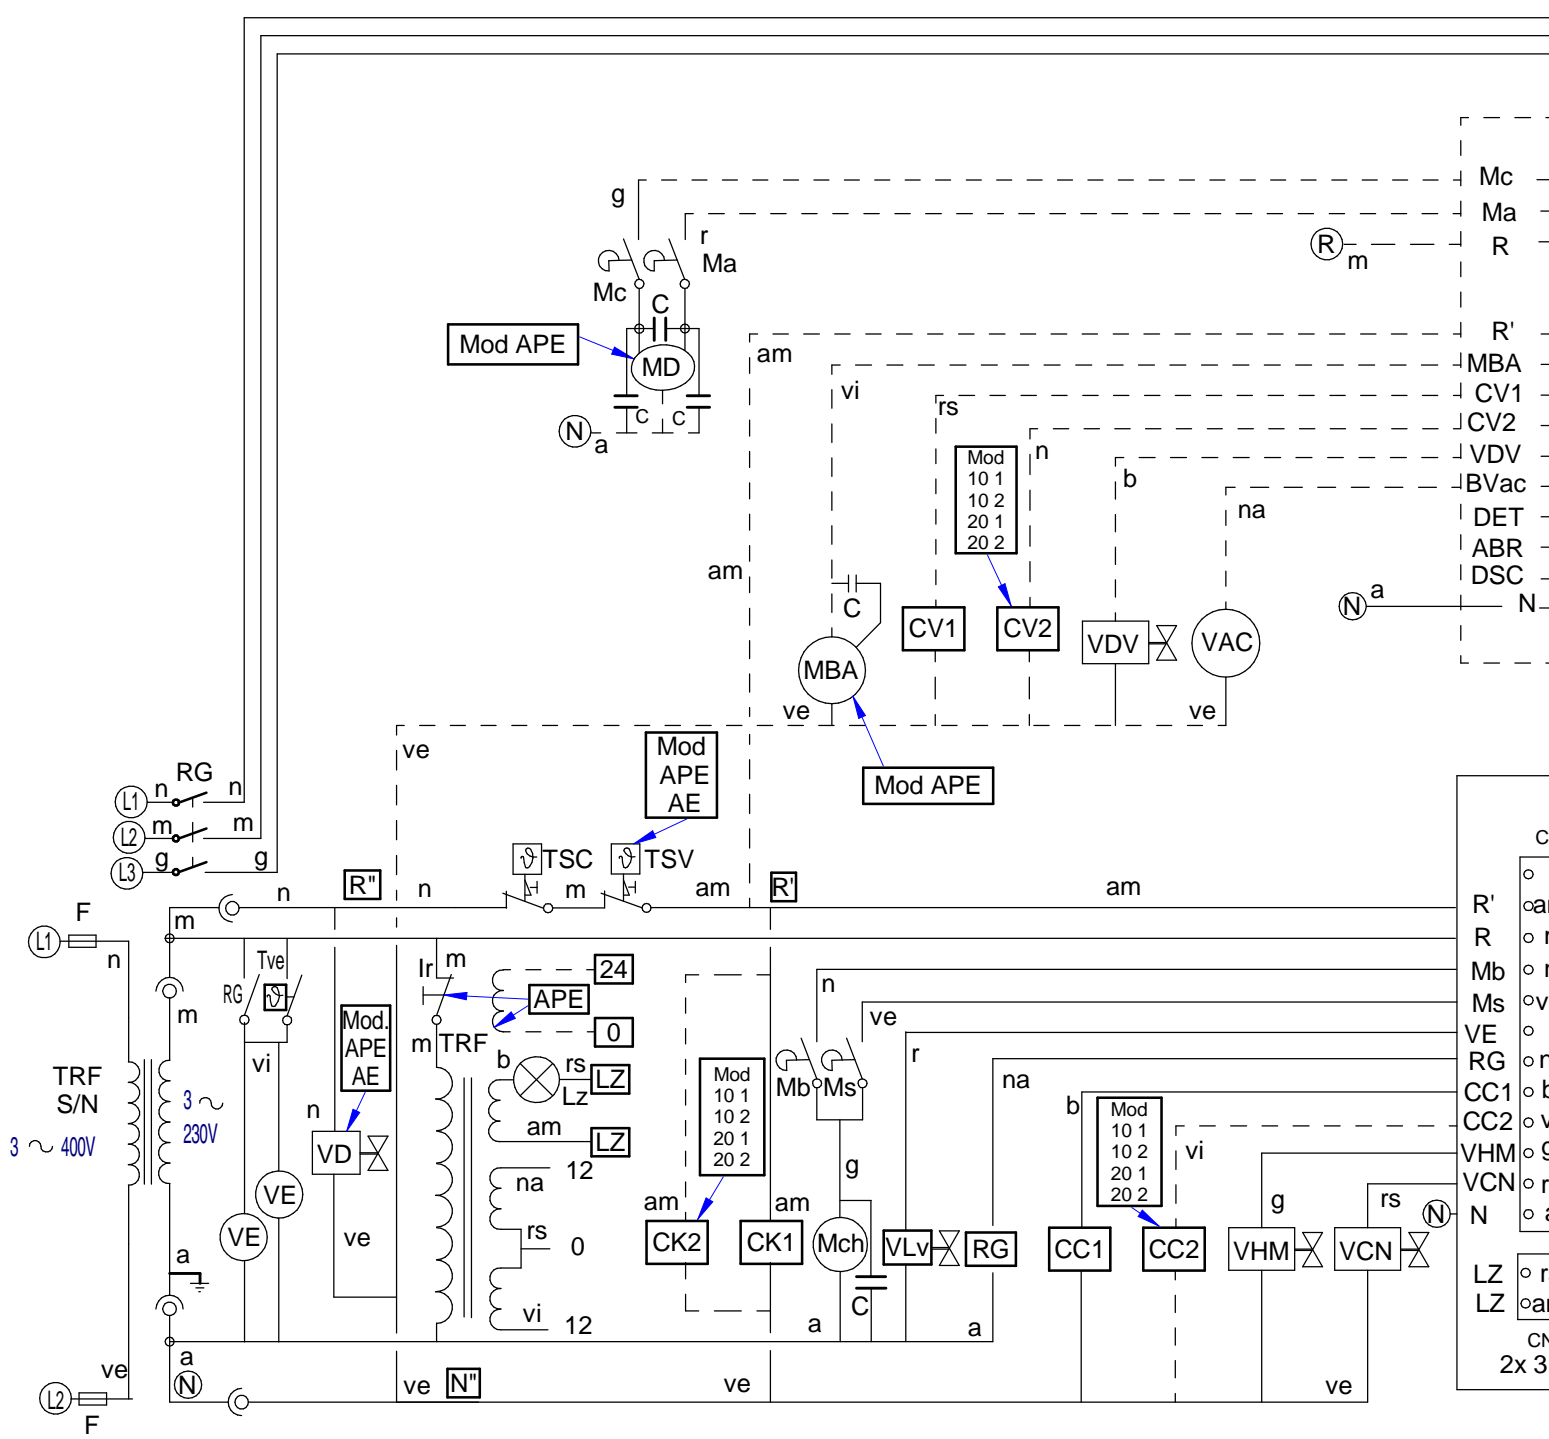 Mc
g
Ma
r
R
m
R
Ma
Mc
C
Mod APE
MD
am
R'
MBA
vi
CV1
rs
C
C
N
a
CV2
n
Mod
10 1
10 2
20 1
20 2
VDV
b
BVac
na
DET
ABR
DSC
am
N
a
N
C
CV1
CV2
VDV
VAC
MBA
ve
ve
ve
Mod
APE
AE
Mod APE
RG
L1
n
n
L2
m
m
L3
g
g
TSC
TSV
R"
n
n
m
am
R'
am
R'
m
F
L1
n
R
Tve
Ir
m
24
Mb
RG
APE
n
m
Ms
ve
Mod.
APE
AE
0
VE
m
TRF
r
vi
b
rs
LZ
RG
na
Mb
Ms
TRF
S/N
Lz
Mod
10 1
10 2
20 1
20 2
CC1
b
3
230V
n
am
LZ
Mod
10 1
10 2
20 1
20 2
CC2
vi
3
400V
VD
12
VHM
na
g
VCN
rs
VE
am
am
g
N
N
VE
ve
rs
0
CK2
CK1
Mch
VLv
RG
CC1
CC2
VHM
VCN
a
LZ
vi
12
C
LZ
a
a
ve
a
N
ve
N"
ve
ve
2x 3
L2
F